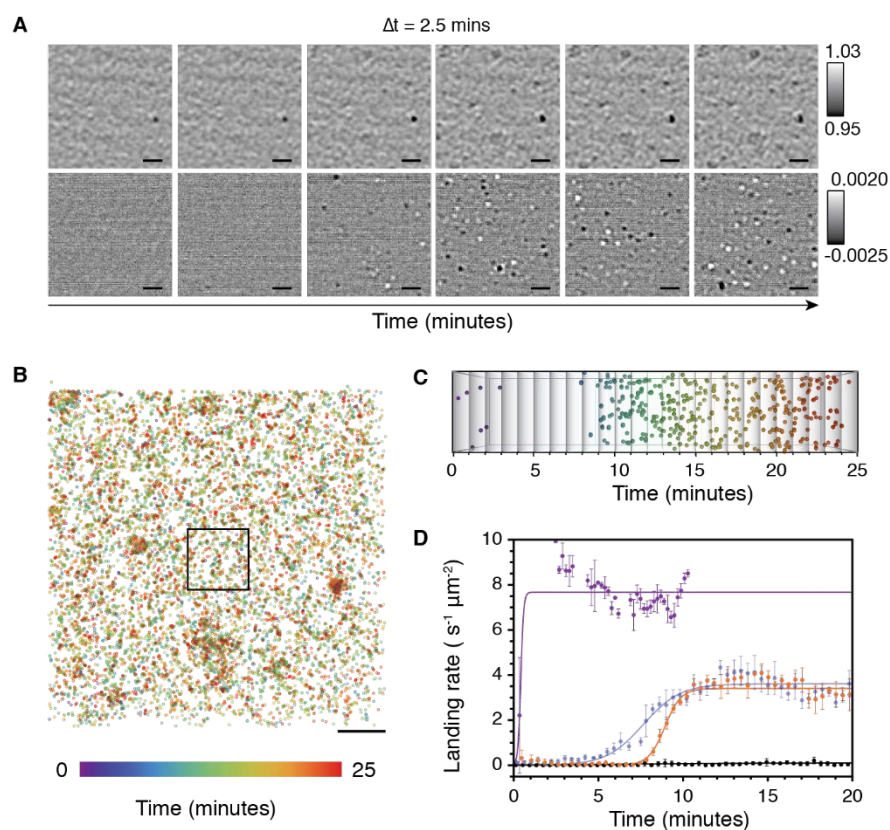 A
Δt = 2.5 mins
1.03
0.95
0.0020
-0.0025
Time (minutes)
B
0 25
Time (minutes)
C
0 5 10 15 20 25
Time (minutes)
D
10
8
6
4
2
0
Landing rate ( s⁻¹ μm⁻²)
0 5 10 15 20
Time (minutes)